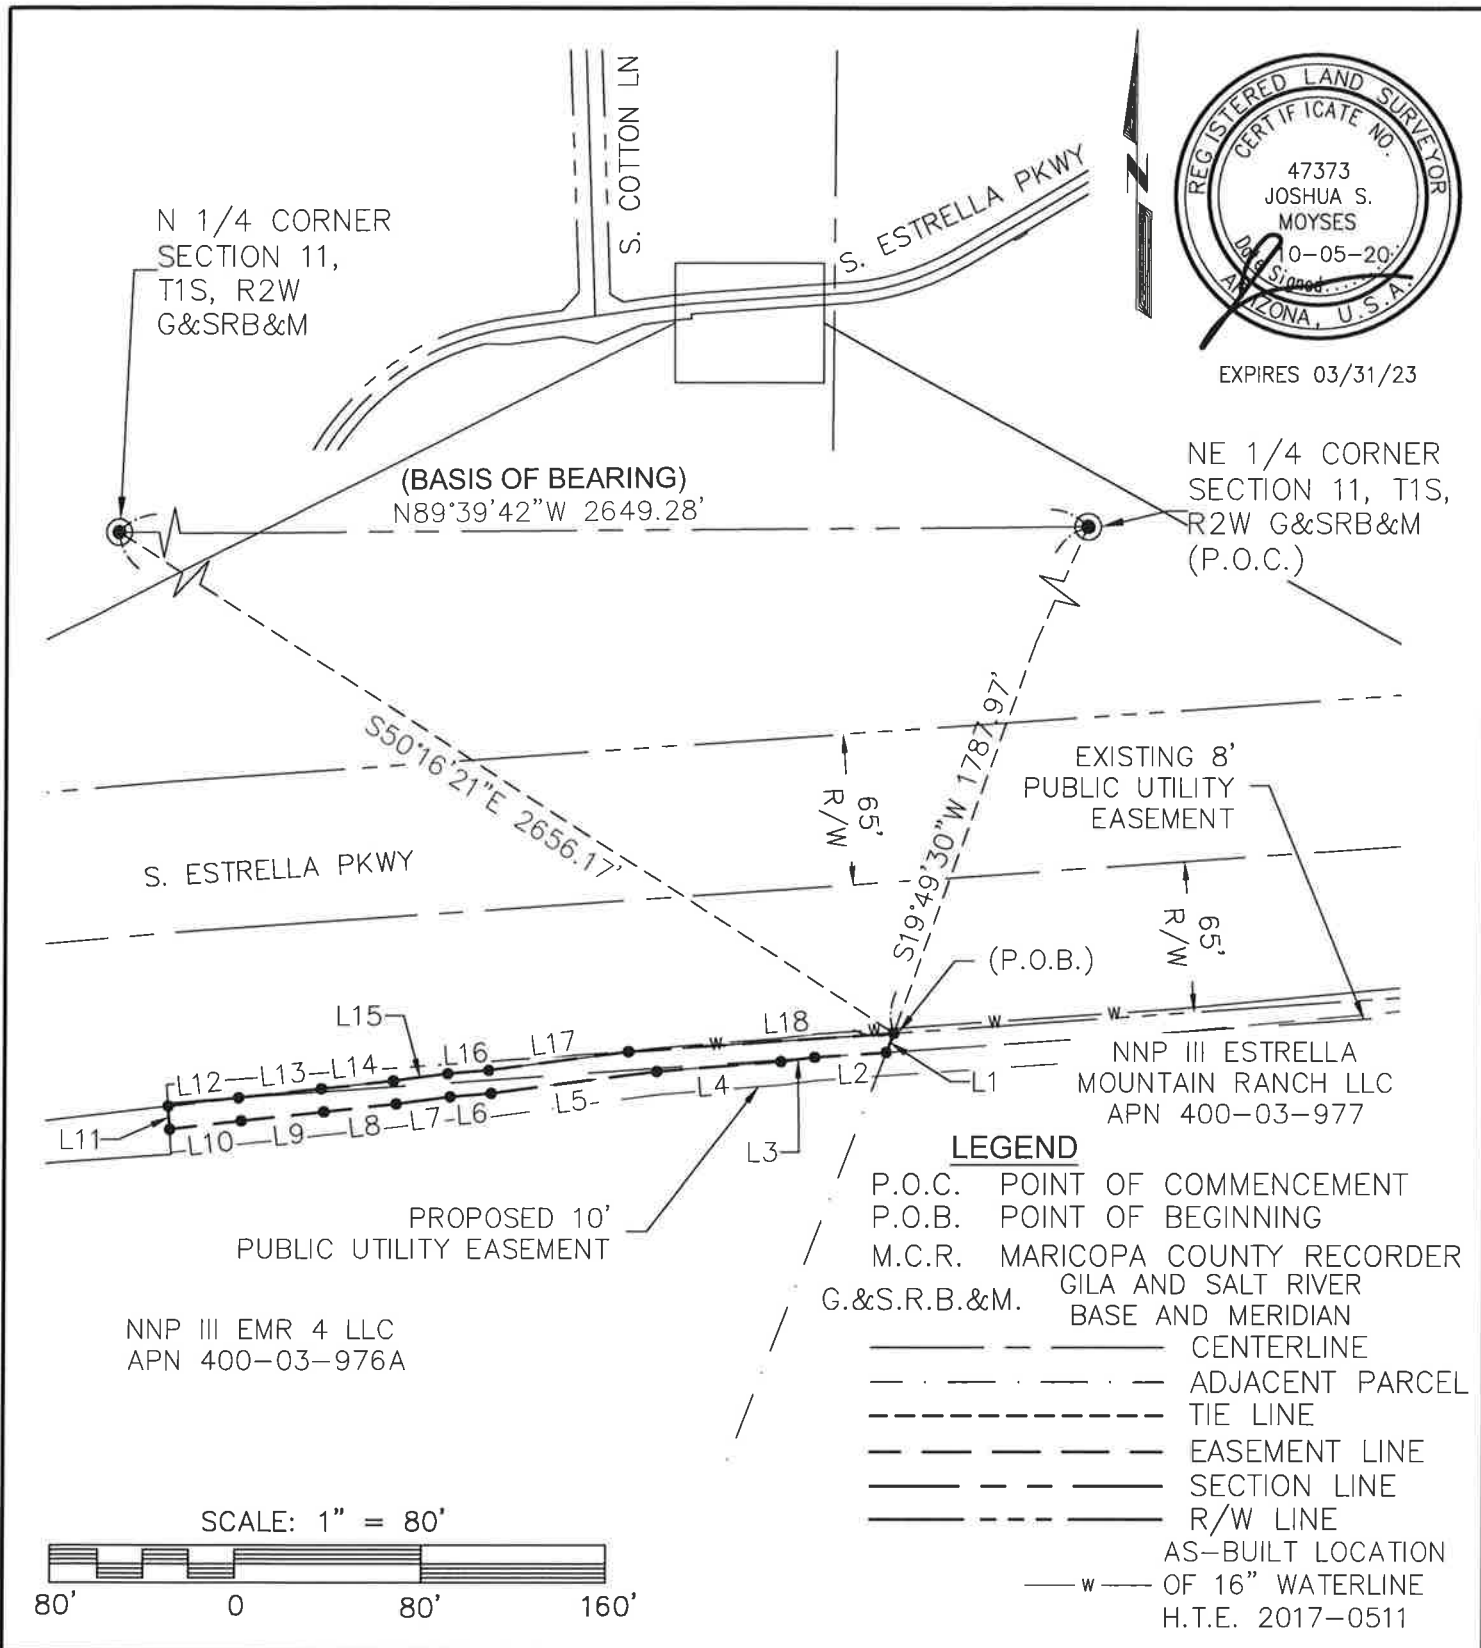 S. COTTON LN
S. ESTRELLA PKWY
N
REGISTERED LAND SURVEYOR
CERTIFICATE NO.
47373
JOSHUA S.
MOYSES
10-05-20
Date Signed
ARIZONA, U.S.A.
EXPIRES 03/31/23
N 1/4 CORNER
SECTION 11,
T1S, R2W
G&SRB&M
(BASIS OF BEARING)
N89°39'42"W 2649.28'
NE 1/4 CORNER
SECTION 11, T1S,
R2W G&SRB&M
(P.O.C.)
S50°16'21"E 2656.17'
S19°49'30"W 1787.97'
65'
R/W
EXISTING 8'
PUBLIC UTILITY
EASEMENT
S. ESTRELLA PKWY
65'
R/W
(P.O.B.)
L15
L16
L17
W
L18
W
W
W
L12
L13
L14
L11
L10
L9
L8
L7
L6
L5
L4
L3
L2
L1
NNP III ESTRELLA
MOUNTAIN RANCH LLC
APN 400-03-977
PROPOSED 10'
PUBLIC UTILITY EASEMENT
NNP III EMR 4 LLC
APN 400-03-976A
LEGEND
P.O.C. POINT OF COMMENCEMENT
P.O.B. POINT OF BEGINNING
M.C.R. MARICOPA COUNTY RECORDER
G.&S.R.B.&M. GILA AND SALT RIVER
BASE AND MERIDIAN
CENTERLINE
ADJACENT PARCEL
TIE LINE
EASEMENT LINE
SECTION LINE
R/W LINE
AS-BUILT LOCATION
W OF 16" WATERLINE
H.T.E. 2017-0511
SCALE: 1" = 80'
80' 0 80' 160'